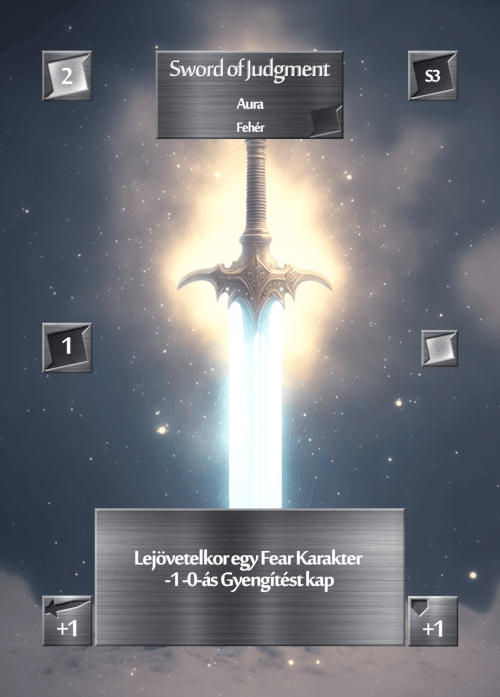 2
Sword of Judgment
S3
Aura
Fehér
1
Lejövetelkor egy Fear Karakter
-1 -0-ás Gyengítést kap
+1
+1